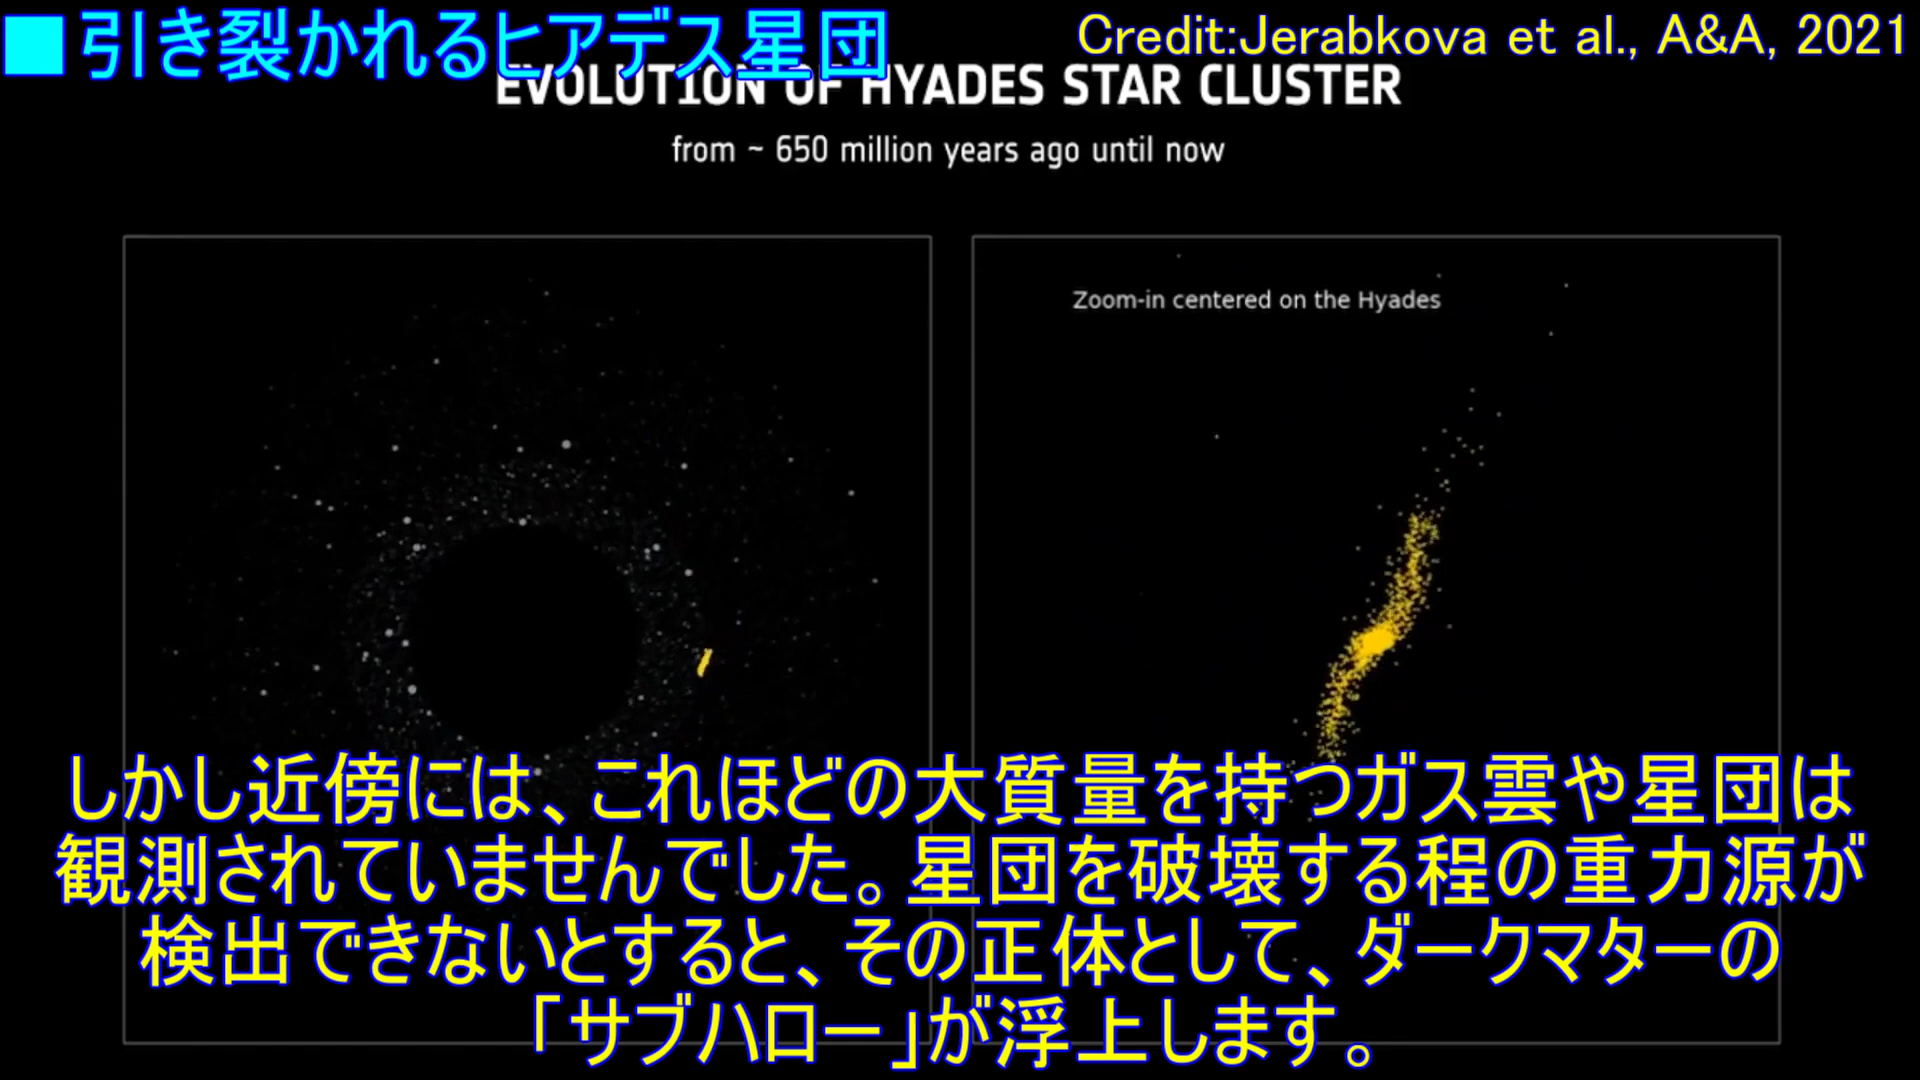 ■引き裂かれるヒアデス星団
Credit:Jerabkova et al., A&A, 2021
EVOLUTION OF HYADES STAR CLUSTER
from ~ 650 million years ago until now
Zoom-in centered on the Hyades
しかし近傍には、これほどの大質量を持つガス雲や星団は
観測されていませんでした。星団を破壊する程の重力源が
検出できないとすると、その正体として、ダークマターの
「サブハロー」が浮上します。